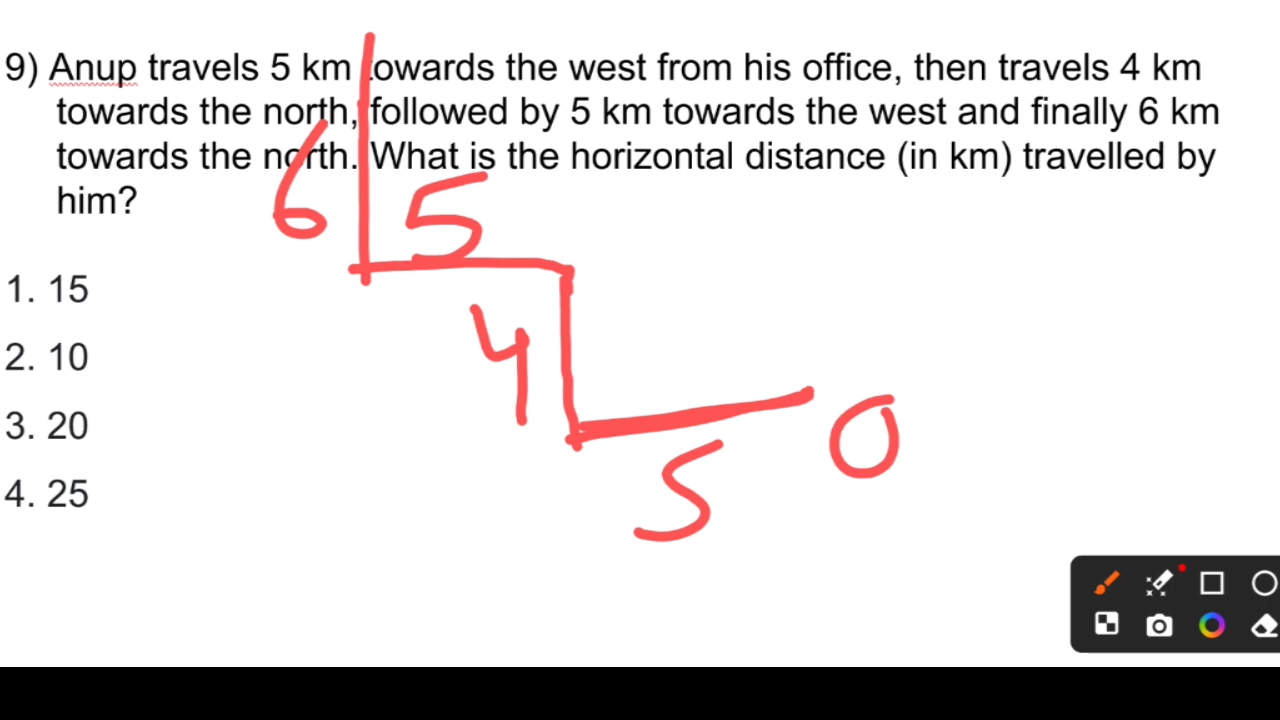 9) Anup travels 5 km towards the west from his office, then travels 4 km
towards the north, followed by 5 km towards the west and finally 6 km
towards the north. What is the horizontal distance (in km) travelled by
him?
6
5
1. 15
4
2. 10
0
3. 20
5
4. 25